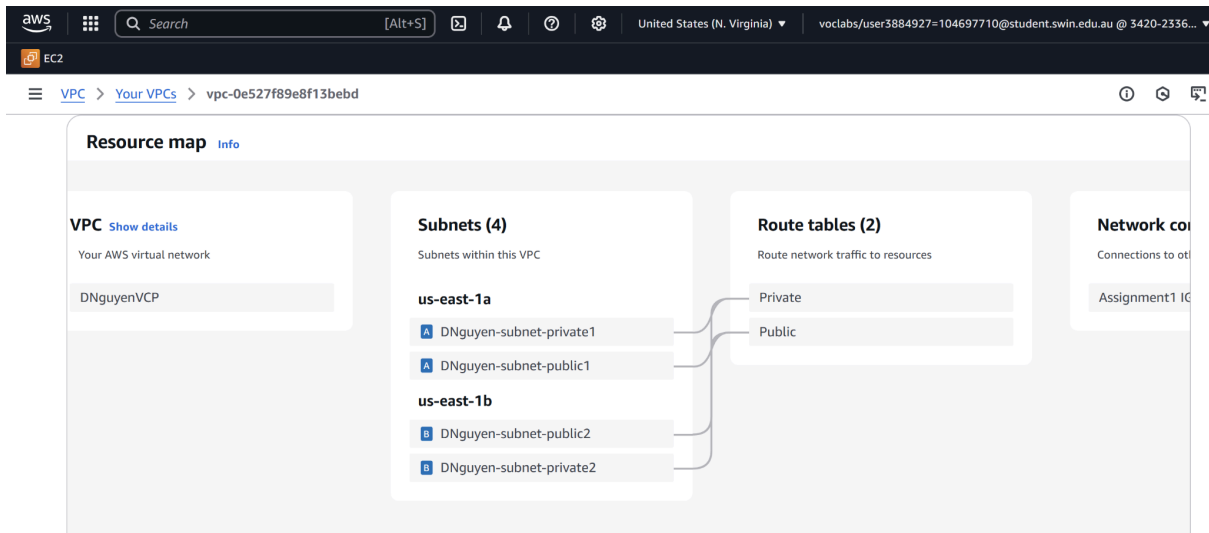 aws
Search [Alt+S] United States (N. Virginia) ▼ voclabs/user3884927=104697710@student.swin.edu.au @ 3420-2336... ▼
EC2
VPC > Your VPCs > vpc-0e527f89e8f13bebd
Resource map Info
VPC Show details
Your AWS virtual network
DNguyenVCP
Subnets (4)
Subnets within this VPC
us-east-1a
A DNguyen-subnet-private1
A DNguyen-subnet-public1
us-east-1b
B DNguyen-subnet-public2
B DNguyen-subnet-private2
Route tables (2)
Route network traffic to resources
Private
Public
Network co
Connections to ot
Assignment1 IG